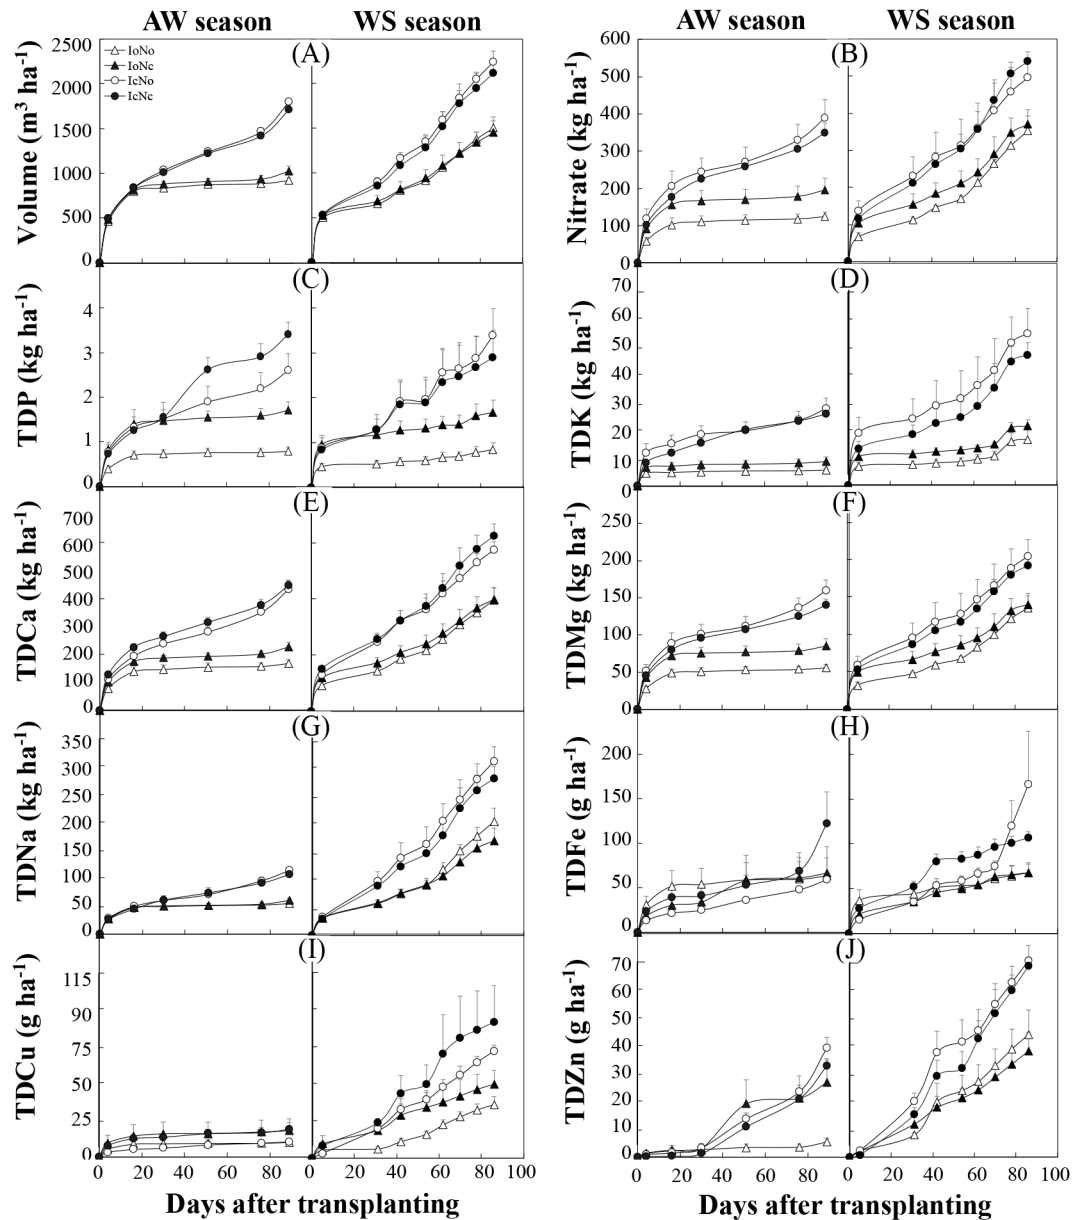 AW season WS season AW season WS season
(A) (B)
Volume (m³ ha⁻¹)
2500
2000
1500
1000
500
0
IoNo
IoNc
IcNo
IcNc
Nitrate (kg ha⁻¹)
600
500
400
300
200
100
0
(C) (D)
TDP (kg ha⁻¹)
4
3
2
1
0
TDK (kg ha⁻¹)
70
60
50
40
30
20
10
0
(E) (F)
TDCa (kg ha⁻¹)
700
600
400
300
200
100
0
TDMg (kg ha⁻¹)
250
200
150
100
50
0
(G) (H)
TDNa (kg ha⁻¹)
350
300
250
200
150
100
50
0
TDFe (g ha⁻¹)
200
150
100
50
0
(I) (J)
TDCu (g ha⁻¹)
115
90
75
50
25
0
TDZn (g ha⁻¹)
70
60
50
40
30
20
10
0
0 20 40 60 80 0 20 40 60 80 100
0 20 40 60 80 0 20 40 60 80 100
Days after transplanting Days after transplanting